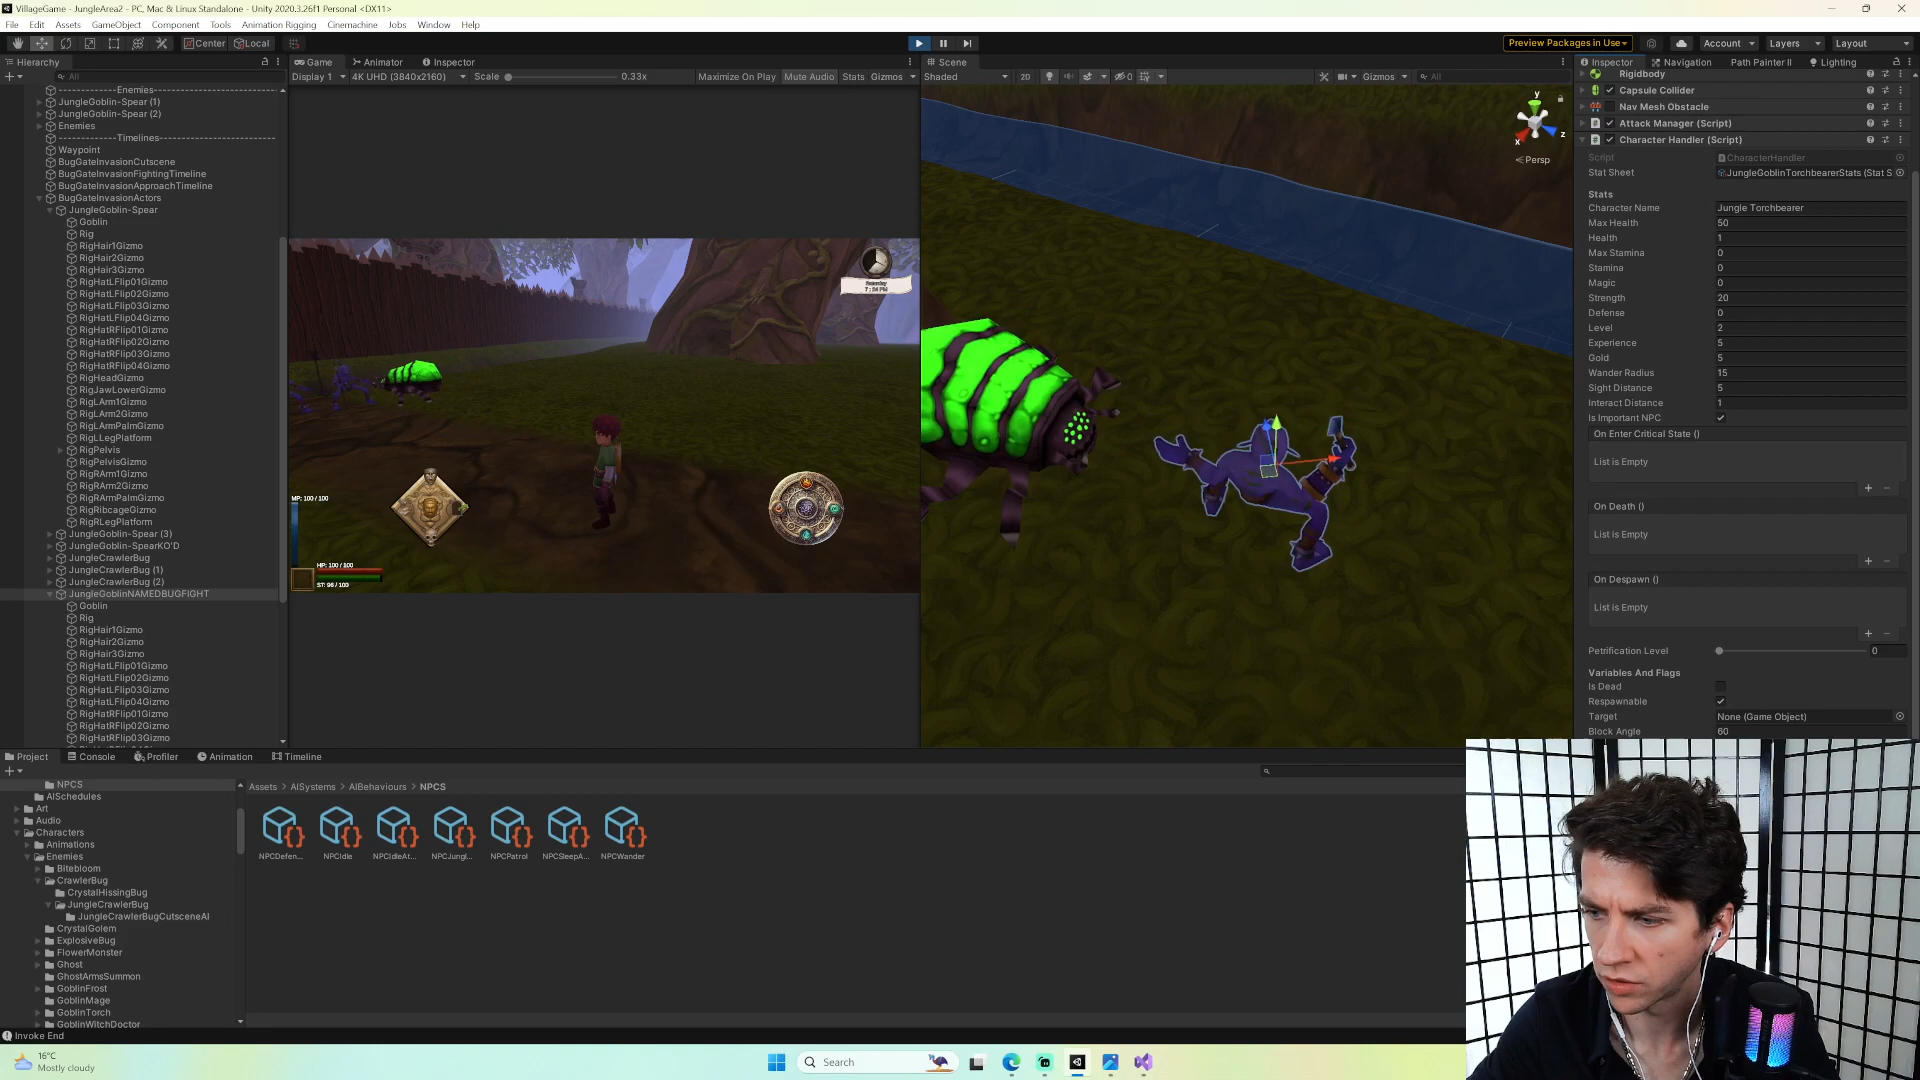 VillageGame - JungleArea2 - PC, Mac & Linux Standalone - Unity 2020.3.26f1 Personal <DX11>
File Edit Assets GameObject Component Tools Animation Rigging Cinemachine Jobs Window Help
Center Local Preview Packages in Use Account Layers Layout
Hierarchy
All
--------------Enemies--------------
JungleGoblin-Spear (1)
JungleGoblin-Spear (2)
Enemies
--------------Timelines--------------
Waypoint
BugGateInvasionCutscene
BugGateInvasionFightingTimeline
BugGateInvasionApproachTimeline
BugGateInvasionActors
JungleGoblin-Spear
Goblin
Rig
RigHair1Gizmo
RigHair2Gizmo
RigHair3Gizmo
RigHatLFlip01Gizmo
RigHatLFlip02Gizmo
RigHatLFlip03Gizmo
RigHatLFlip04Gizmo
RigHatRFlip01Gizmo
RigHatRFlip02Gizmo
RigHatRFlip03Gizmo
RigHatRFlip04Gizmo
RigHeadGizmo
RigJawLowerGizmo
RigLArm1Gizmo
RigLArm2Gizmo
RigLArmPalmGizmo
RigLLegPlatform
RigPelvis
RigPelvisGizmo
RigRArm1Gizmo
RigRArm2Gizmo
RigRArmPalmGizmo
RigRibcageGizmo
RigRLegPlatform
JungleGoblin-Spear (3)
JungleGoblin-SpearKO'D
JungleCrawlerBug
JungleCrawlerBug (1)
JungleCrawlerBug (2)
JungleGoblinNAMEDBUGFIGHT
Goblin
Rig
RigHair1Gizmo
RigHair2Gizmo
RigHair3Gizmo
RigHatLFlip01Gizmo
RigHatLFlip02Gizmo
RigHatLFlip03Gizmo
RigHatLFlip04Gizmo
RigHatRFlip01Gizmo
RigHatRFlip02Gizmo
RigHatRFlip03Gizmo
Game Animator Inspector
Display 1 4K UHD (3840x2160) Scale 0.33x Maximize On Play Mute Audio Stats Gizmos
Saturday
MP: 100 / 100
HP: 100 / 100
ST: 96 / 100
Scene
Shaded 2D 0 Gizmos All
y
x
z
Persp
Inspector Navigation Path Painter II Lighting
Rigidbody
Capsule Collider
Nav Mesh Obstacle
Attack Manager (Script)
Character Handler (Script)
Script CharacterHandler
Stat Sheet JungleGoblinTorchbearerStats (Stat S
Stats
Character Name Jungle Torchbearer
Max Health 50
Health 1
Max Stamina 0
Stamina 0
Magic 0
Strength 20
Defense 0
Level 2
Experience 5
Gold 5
Wander Radius 15
Sight Distance 5
Interact Distance 1
Is Important NPC
On Enter Critical State ()
List is Empty
On Death ()
List is Empty
On Despawn ()
List is Empty
Petrification Level 0
Variables And Flags
Is Dead
Respawnable
Target None (Game Object)
Block Angle 60
Project Console Profiler Animation Timeline
NPCS
AISchedules
Art
Audio
Characters
Animations
Enemies
Bitebloom
CrawlerBug
CrystalHissingBug
JungleCrawlerBug
JungleCrawlerBugCutsceneAI
CrystalGolem
ExplosiveBug
FlowerMonster
Ghost
GhostArmsSummon
GoblinFrost
GoblinMage
GoblinTorch
GoblinWitchDoctor
Assets > AISystems > AIBehaviours > NPCS
NPCDefen... NPCIdle NPCIdleAt... NPCJungl... NPCPatrol NPCSleepA... NPCWander
Invoke End
16°C
Mostly cloudy
Search